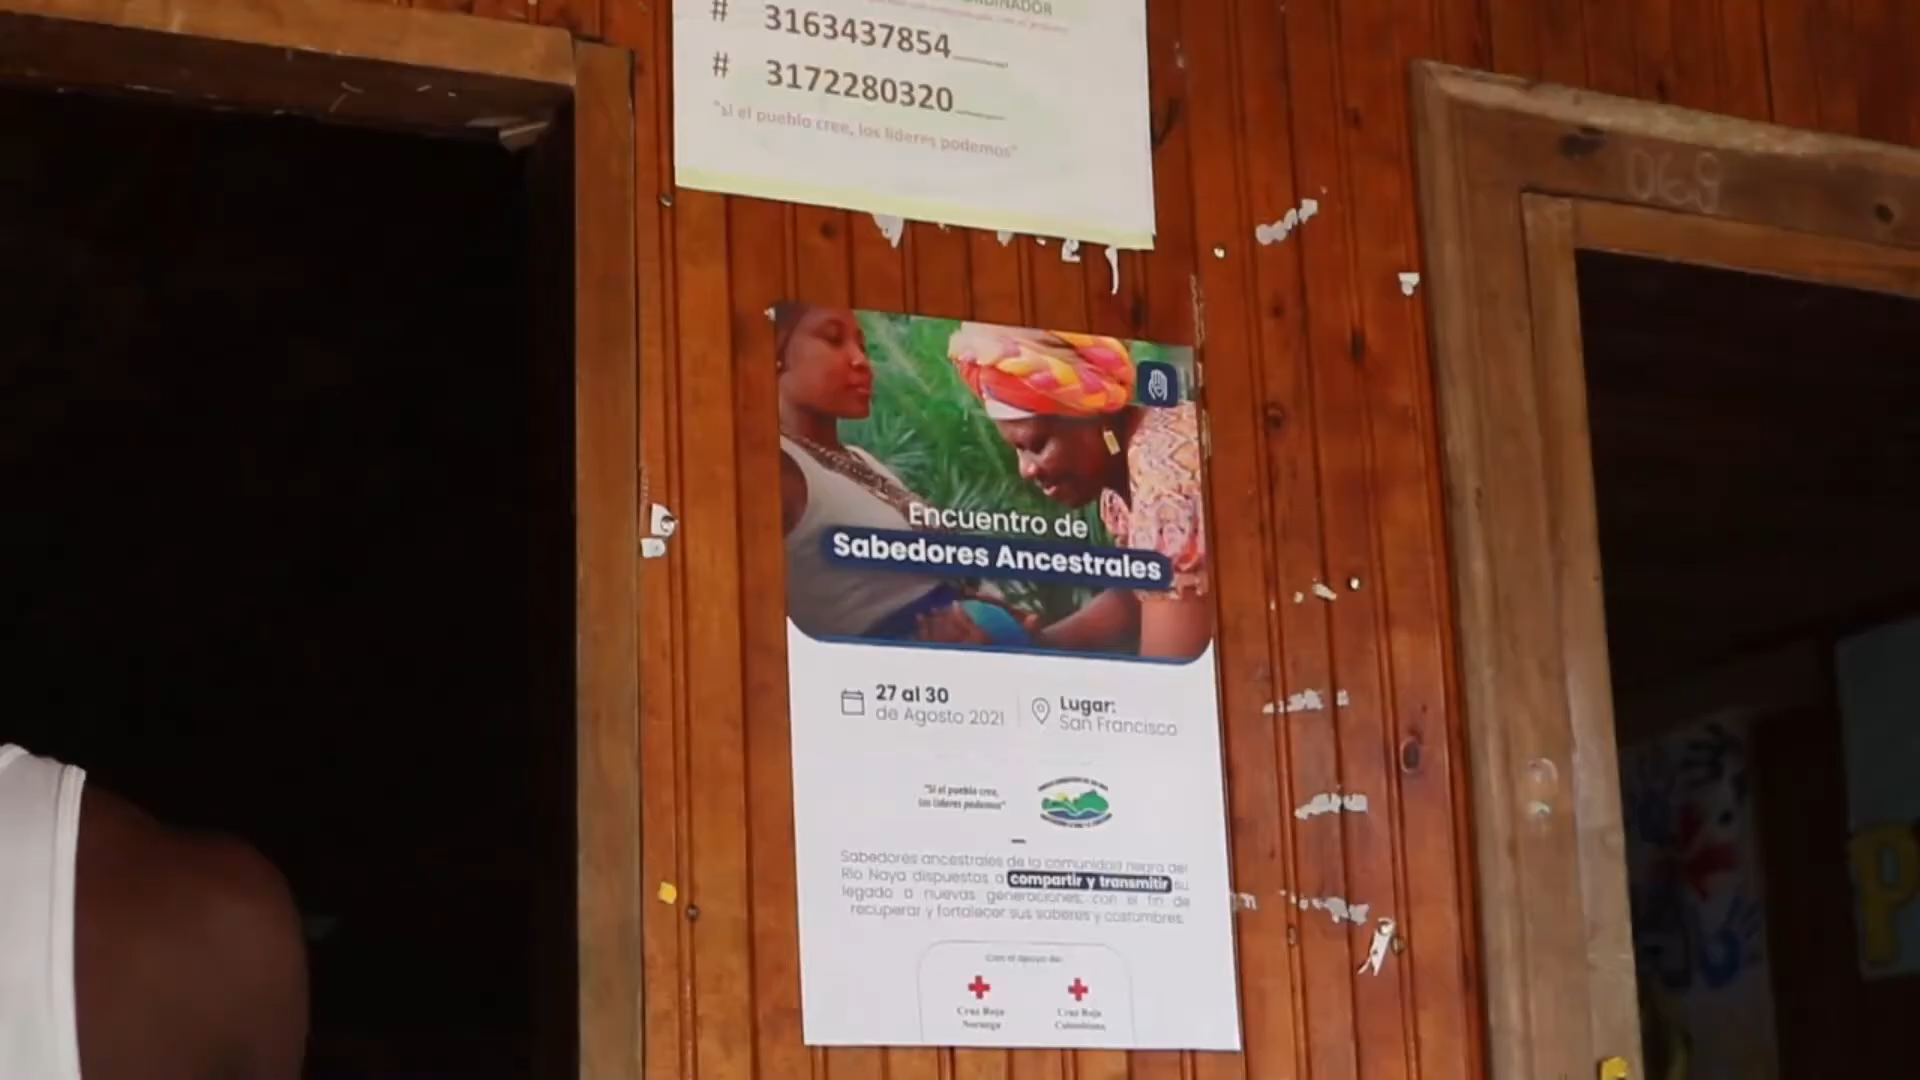 # 3163437854
# 3172280320
"si el pueblo cree, los lideres podemos"
068
Encuentro de
Sabedores Ancestrales
27 al 30
de Agosto 2021
Lugar:
San Francisco
"Si el pueblo cree,
los lideres podemos"
Sabedores ancestrales de la comunidad negra del
Río Naya dispuestos a compartir y transmitir su
legado a nuevas generaciones; con el fin de
recuperar y fortalecer sus saberes y costumbres.
Con el apoyo de:
Cruz Roja
Noruega
Cruz Roja
Colombiana